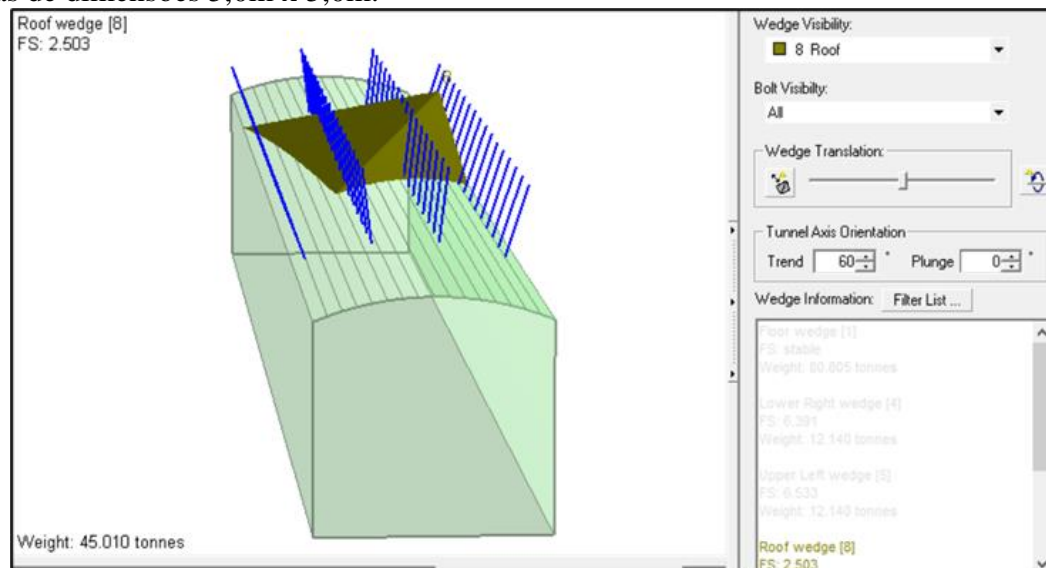 Roof wedge [8]
FS: 2.503
Weight: 45.010 tonnes
Wedge Visibility:
8 Roof
Bolt Visibilty:
All
Wedge Translation:
Tunnel Axis Orientation
Trend 60 ° Plunge 0 °
Wedge Information: Filter List ...
Floor wedge [1]
FS: stable
Weight: 80.605 tonnes
Lower Right wedge [4]
FS: 6.391
Weight: 12.140 tonnes
Upper Left wedge [5]
FS: 6.533
Weight: 12.140 tonnes
Roof wedge [8]
FS: 2.503